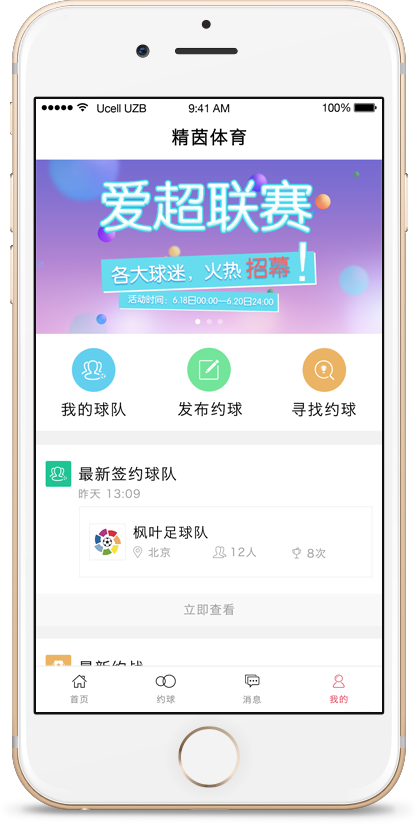 Ucell UZB 9:41 AM 100%
精茵体育
爱超联赛
各大球迷，火热 招幕！
活动时间：6.18日00:00—6.20日24:00
我的球队 发布约球 寻找约球
最新签约球队
昨天 13:09
枫叶足球队
北京 12人 8次
立即查看
最新约战
首页 约球 消息 我的